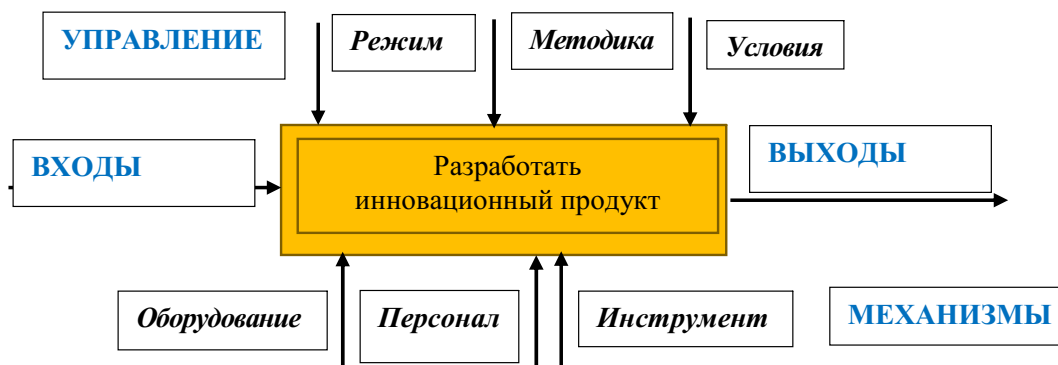 УПРАВЛЕНИЕ
Режим
Методика
Условия
ВХОДЫ
Разработать
инновационный продукт
ВЫХОДЫ
Оборудование
Персонал
Инструмент
МЕХАНИЗМЫ